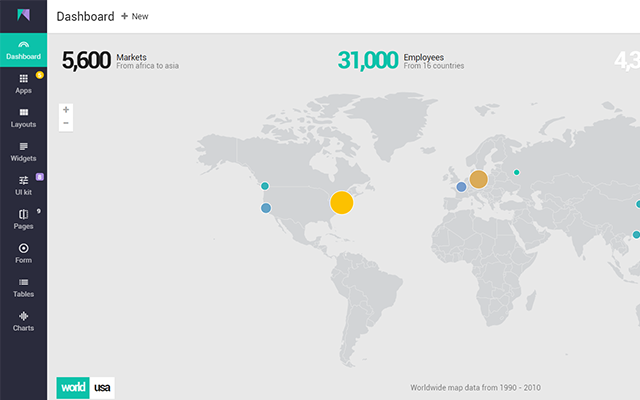 Dashboard + New
5,600 Markets
From africa to asia
31,000 Employees
From 16 countries
4,3
+
−
Dashboard
Apps
Layouts
Widgets
UI kit 8
Pages 9
Form
Tables
Charts
world usa
Worldwide map data from 1990 - 2010